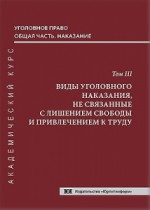 УГОЛОВНОЕ ПРАВО
ОБЩАЯ ЧАСТЬ. НАКАЗАНИЕ
АКАДЕМИЧЕСКИЙ КУРС
Том III
ВИДЫ УГОЛОВНОГО
НАКАЗАНИЯ,
НЕ СВЯЗАННЫЕ
С ЛИШЕНИЕМ СВОБОДЫ
И ПРИВЛЕЧЕНИЕМ К ТРУДУ
Издательство «Юрлитинформ»